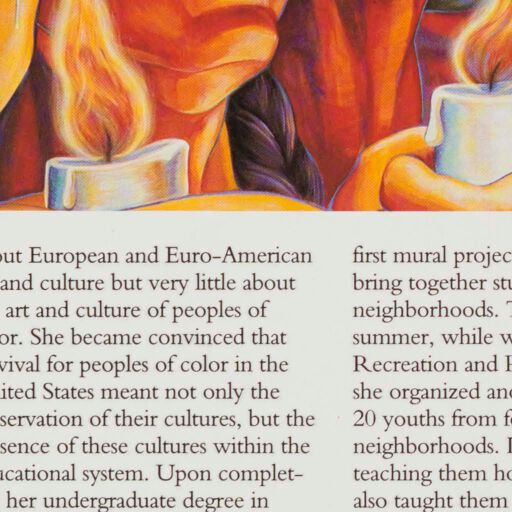 out European and Euro-American
and culture but very little about
art and culture of peoples of
or. She became convinced that
vival for peoples of color in the
ited States meant not only the
servation of their cultures, but the
sence of these cultures within the
ucational system. Upon complet-
her undergraduate degree in
first mural projec
bring together stu
neighborhoods.
summer, while w
Recreation and
she organized an
20 youths from f
neighborhoods.
teaching them ho
also taught them